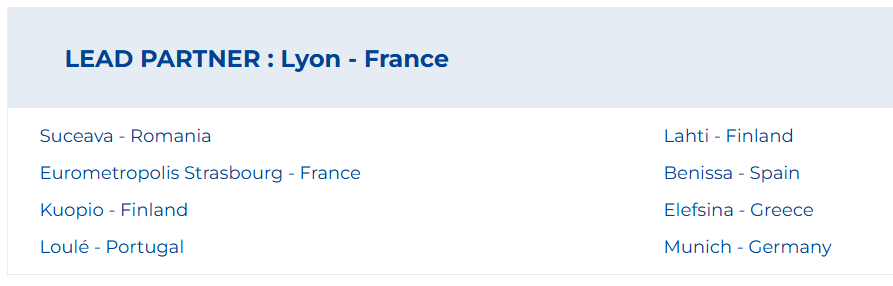 LEAD PARTNER : Lyon - France
Suceava - Romania
Eurometropolis Strasbourg - France
Kuopio - Finland
Loulé - Portugal
Lahti - Finland
Benissa - Spain
Elefsina - Greece
Munich - Germany